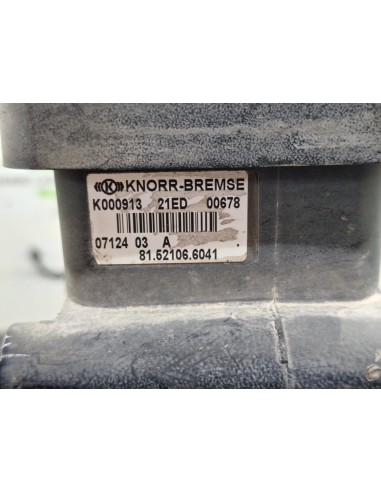 KNORR-BREMSE
K000913 21ED 00678
07124 03 A
81.52106.6041